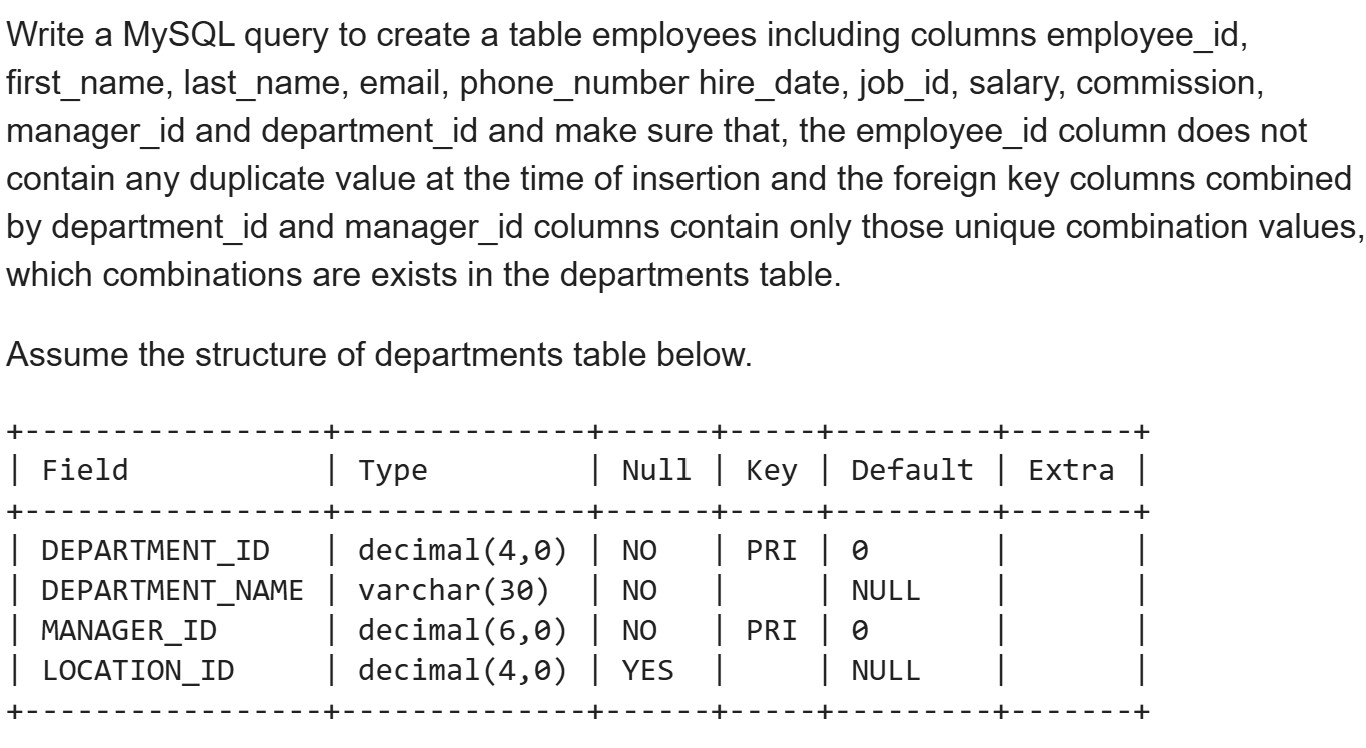 Write a MySQL query to create a table employees including columns employee_id,
first_name, last_name, email, phone_number hire_date, job_id, salary, commission,
manager_id and department_id and make sure that, the employee_id column does not
contain any duplicate value at the time of insertion and the foreign key columns combined
by department_id and manager_id columns contain only those unique combination values,
which combinations are exists in the departments table.
Assume the structure of departments table below.
+-----------------+--------------+------+-----+---------+-------+
| Field           | Type         | Null | Key | Default | Extra |
+-----------------+--------------+------+-----+---------+-------+
| DEPARTMENT_ID   | decimal(4,0) | NO   | PRI | 0       |       |
| DEPARTMENT_NAME | varchar(30)  | NO   |     | NULL    |       |
| MANAGER_ID      | decimal(6,0) | NO   | PRI | 0       |       |
| LOCATION_ID     | decimal(4,0) | YES  |     | NULL    |       |
+-----------------+--------------+------+-----+---------+-------+